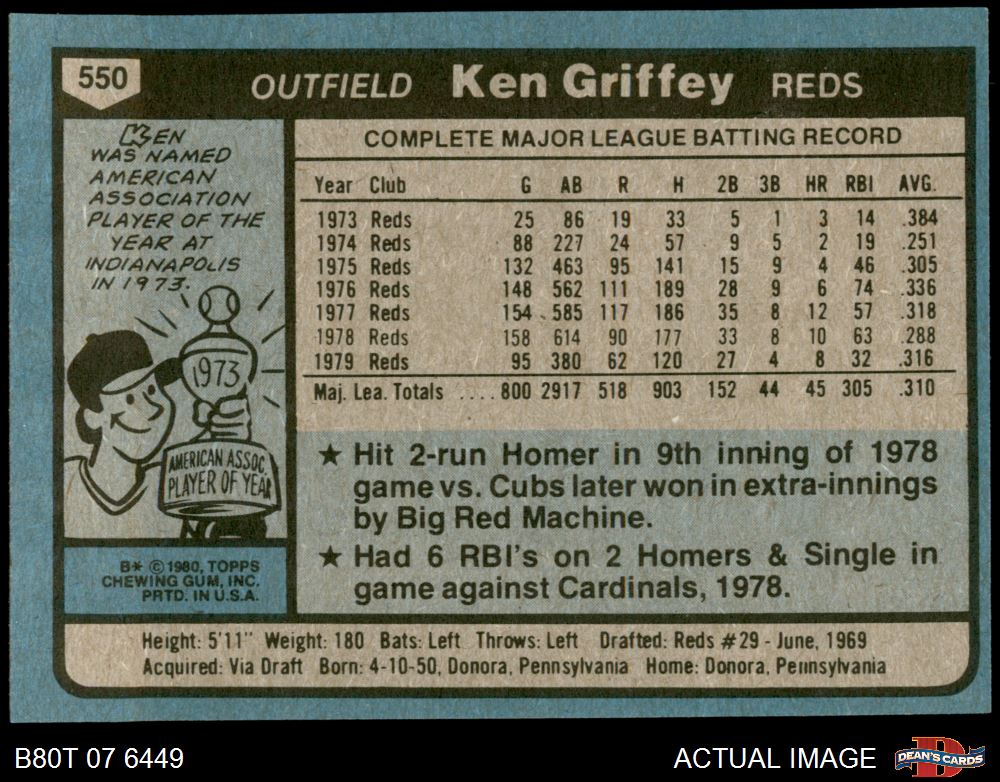 550 OUTFIELD Ken Griffey REDS
KEN
WAS NAMED
AMERICAN
ASSOCIATION
PLAYER OF THE
YEAR AT
INDIANAPOLIS
IN 1973.
1973
AMERICAN ASSOC.
PLAYER OF YEAR
B* © 1980, TOPPS
CHEWING GUM, INC.
PRTD. IN U.S.A.
COMPLETE MAJOR LEAGUE BATTING RECORD
Year Club G AB R H 2B 3B HR RBI AVG.
1973 Reds 25 86 19 33 5 1 3 14 .384
1974 Reds 88 227 24 57 9 5 2 19 .251
1975 Reds 132 463 95 141 15 9 4 46 .305
1976 Reds 148 562 111 189 28 9 6 74 .336
1977 Reds 154 585 117 186 35 8 12 57 .318
1978 Reds 158 614 90 177 33 8 10 63 .288
1979 Reds 95 380 62 120 27 4 8 32 .316
Maj. Lea. Totals .... 800 2917 518 903 152 44 45 305 .310
★ Hit 2-run Homer in 9th inning of 1978
game vs. Cubs later won in extra-innings
by Big Red Machine.
★ Had 6 RBI's on 2 Homers & Single in
game against Cardinals, 1978.
Height: 5'11" Weight: 180 Bats: Left Throws: Left Drafted: Reds #29 - June, 1969
Acquired: Via Draft Born: 4-10-50, Donora, Pennsylvania Home: Donora, Pennsylvania
B80T 07 6449 ACTUAL IMAGE D DEAN'S CARDS